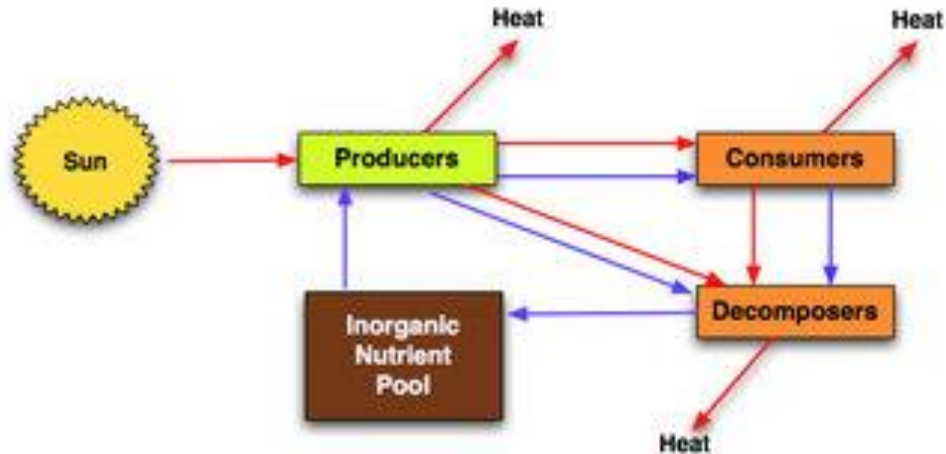 Heat
Heat
Sun
Producers
Consumers
Decomposers
Inorganic
Nutrient
Pool
Heat